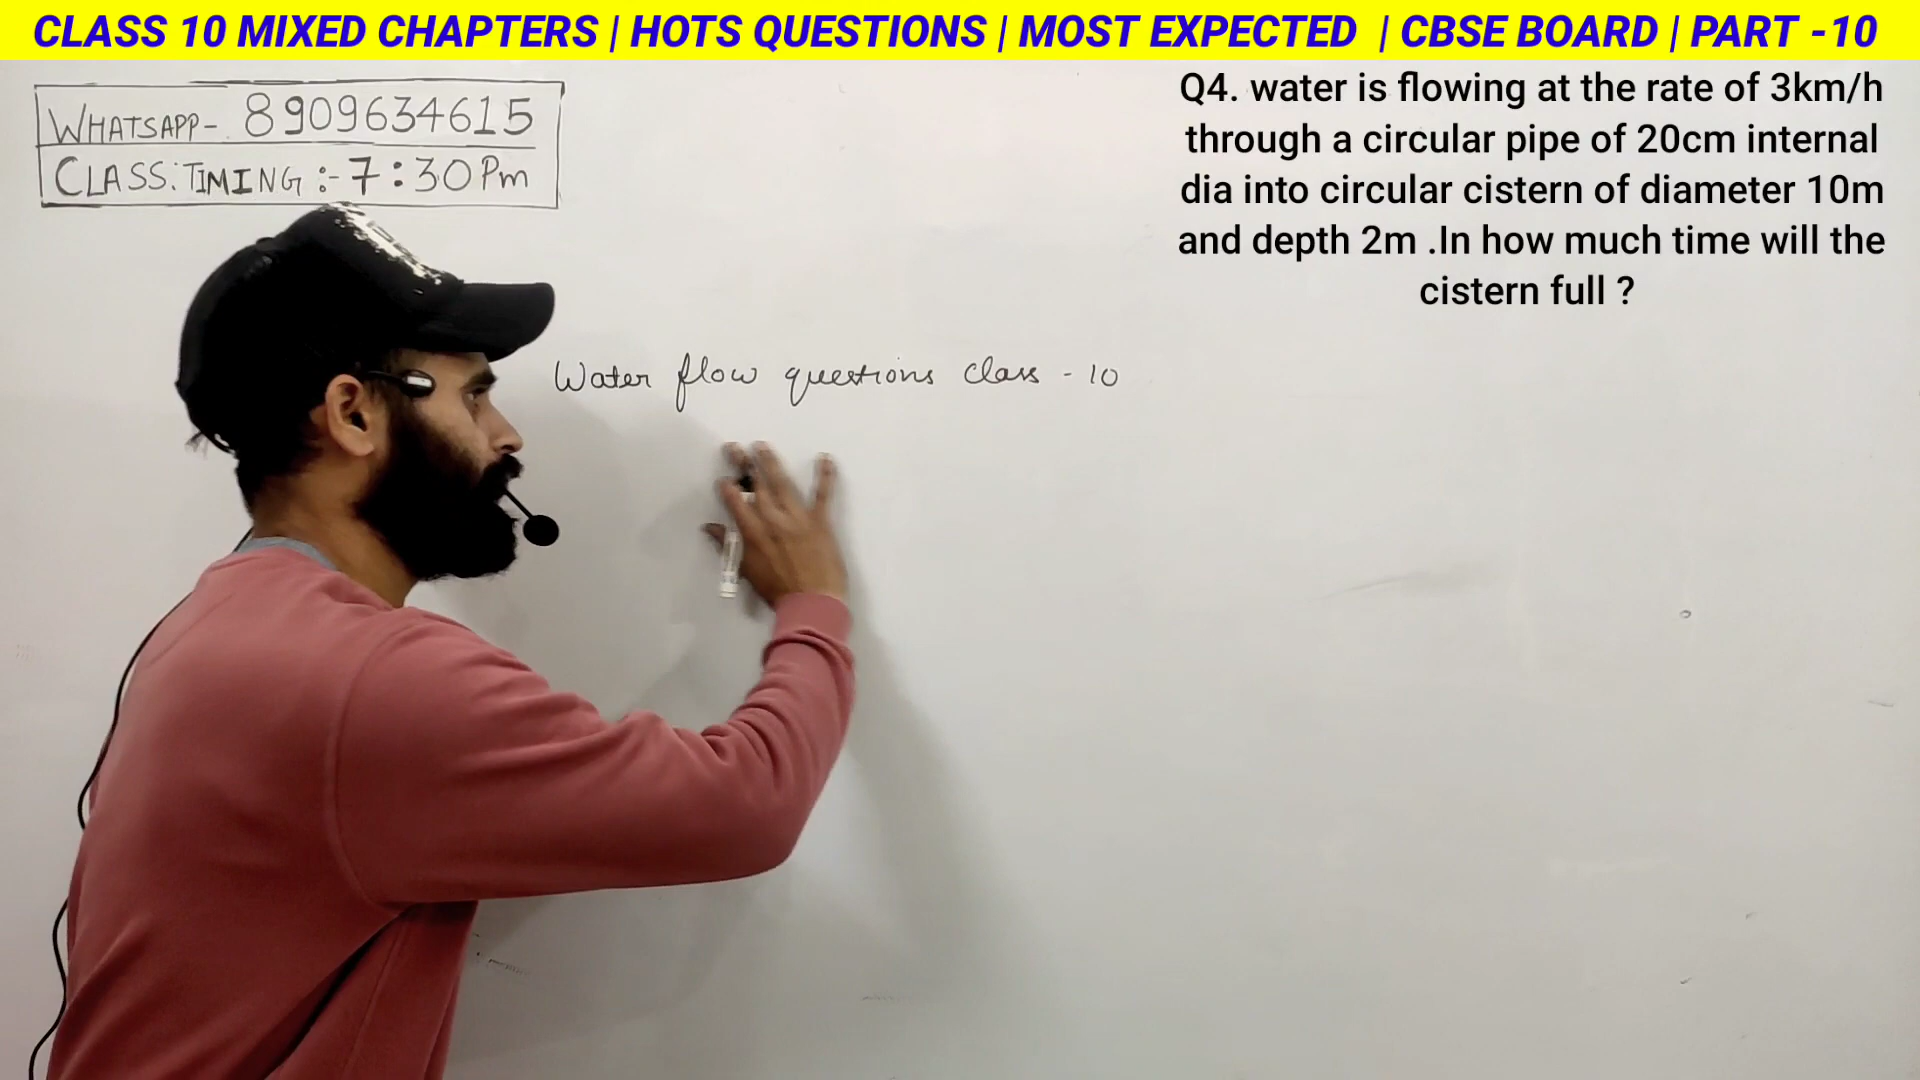 CLASS 10 MIXED CHAPTERS | HOTS QUESTIONS | MOST EXPECTED | CBSE BOARD | PART -10
WHATSAPP- 8909634615
CLASS: TIMING :- 7:30 Pm
Q4. water is flowing at the rate of 3km/h
through a circular pipe of 20cm internal
dia into circular cistern of diameter 10m
and depth 2m .In how much time will the
cistern full ?
Water flow questions class - 10